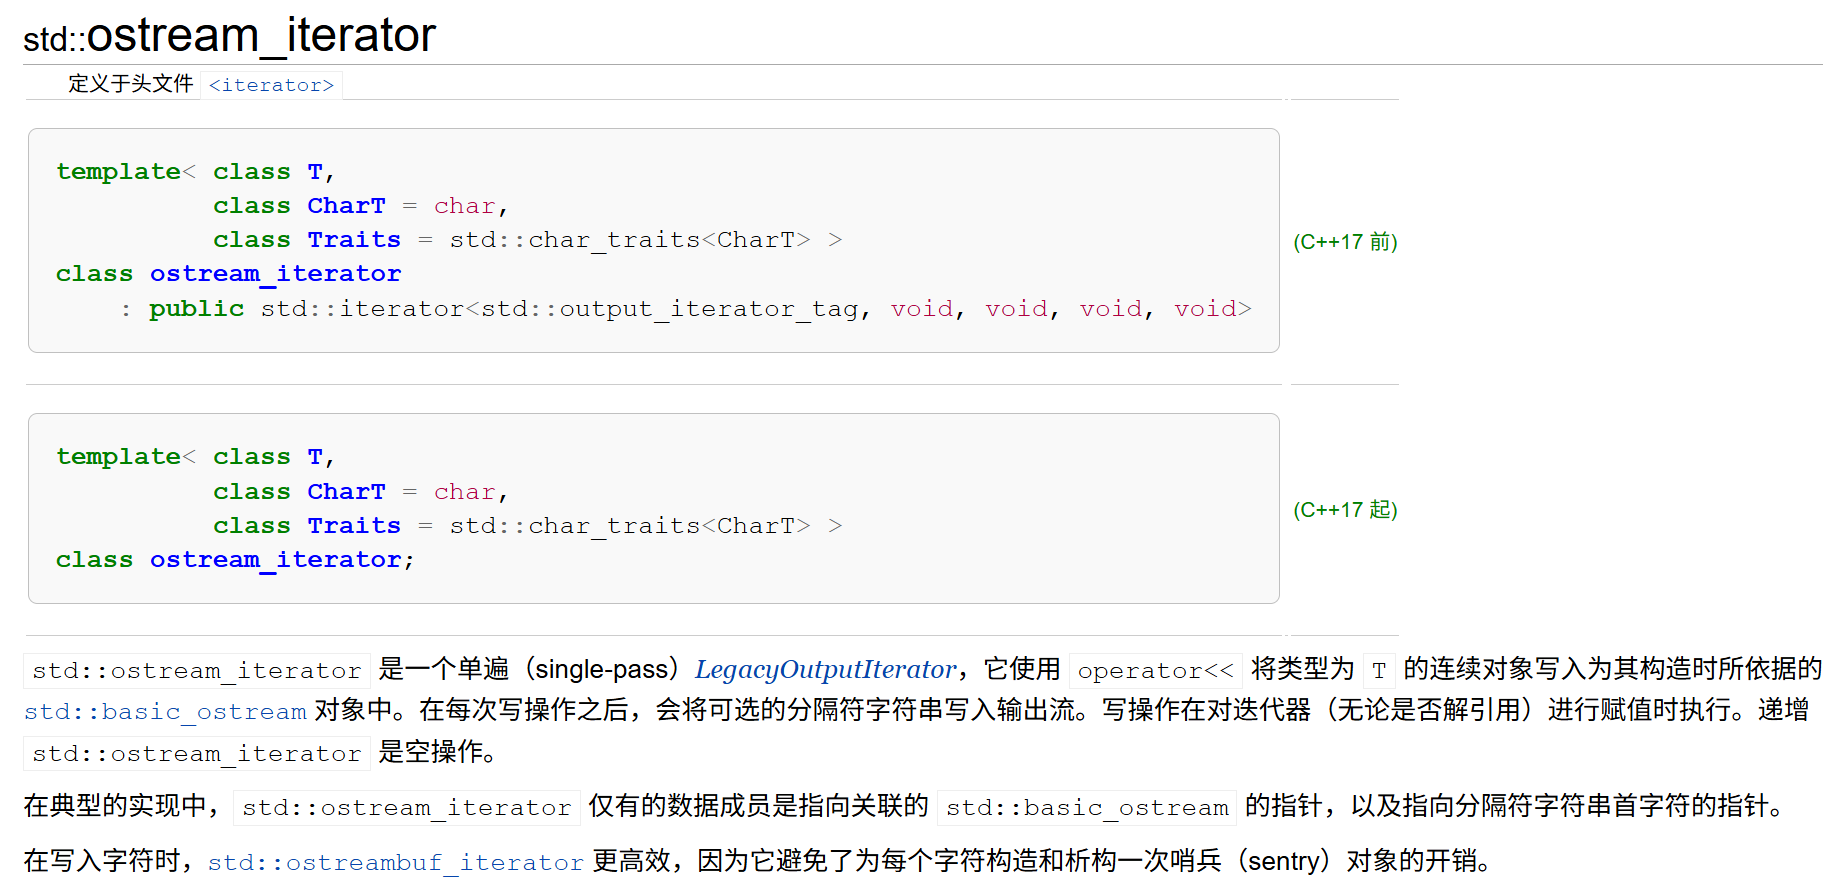 std::ostream_iterator
定义于头文件 <iterator>
template< class T,
class CharT = char,
class Traits = std::char_traits<CharT> >
class ostream_iterator
: public std::iterator<std::output_iterator_tag, void, void, void, void>
(C++17 前)
template< class T,
class CharT = char,
class Traits = std::char_traits<CharT> >
class ostream_iterator;
(C++17 起)
std::ostream_iterator 是一个单遍（single-pass）LegacyOutputIterator，它使用 operator<< 将类型为 T 的连续对象写入为其构造时所依据的
std::basic_ostream 对象中。在每次写操作之后，会将可选的分隔符字符串写入输出流。写操作在对迭代器（无论是否解引用）进行赋值时执行。递增
std::ostream_iterator 是空操作。
在典型的实现中，std::ostream_iterator 仅有的数据成员是指向关联的 std::basic_ostream 的指针，以及指向分隔符字符串首字符的指针。
在写入字符时，std::ostreambuf_iterator 更高效，因为它避免了为每个字符构造和析构一次哨兵（sentry）对象的开销。